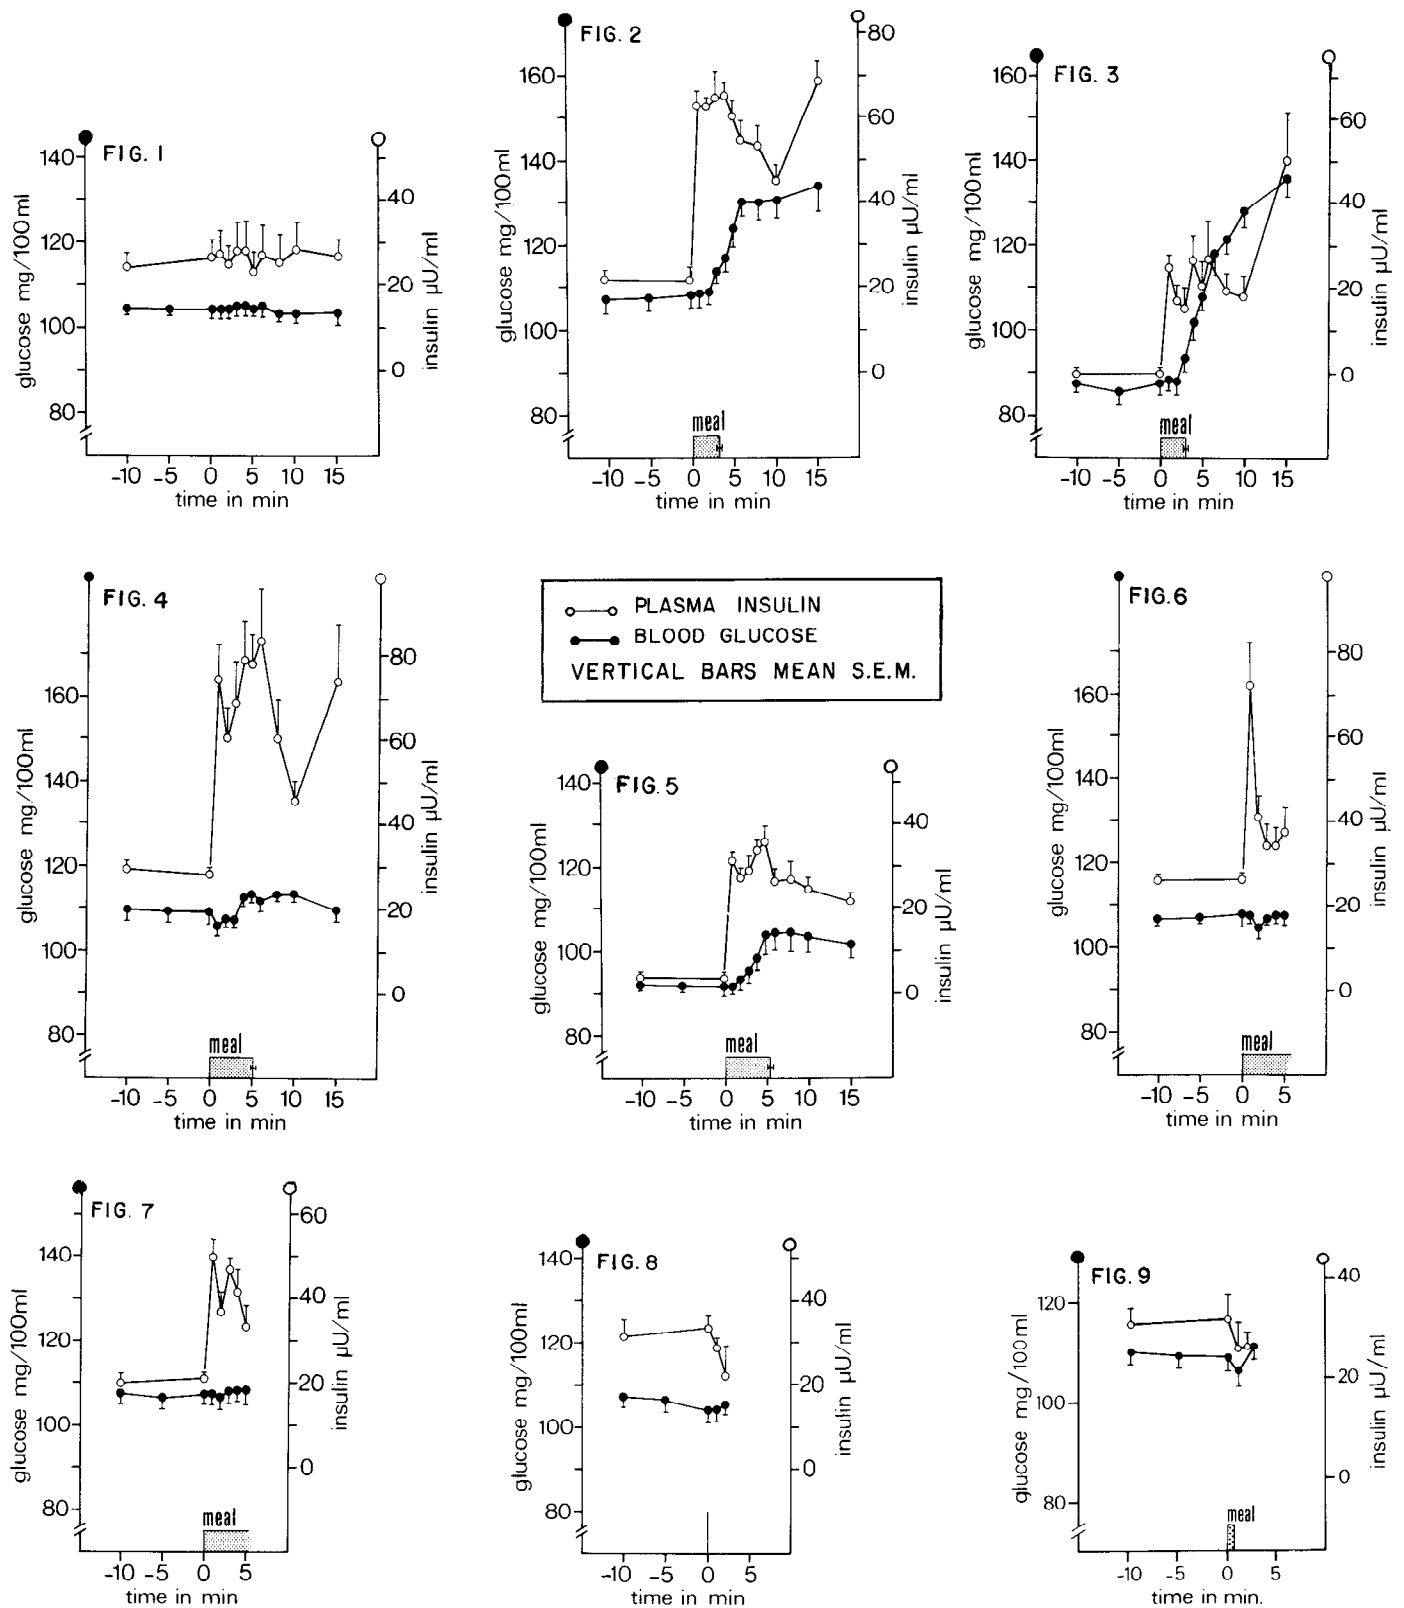 FIG. 1
140
120
100
80
glucose mg/100ml
40
20
0
insulin µU/ml
-10 -5 0 5 10 15
time in min
FIG. 2
160
140
120
100
80
glucose mg/100ml
80
60
40
20
0
insulin µU/ml
meal
-10 -5 0 5 10 15
time in min
FIG. 3
160
140
120
100
80
glucose mg/100ml
60
40
20
0
insulin µU/ml
meal
-10 -5 0 5 10 15
time in min
FIG. 4
160
140
120
100
80
glucose mg/100ml
80
60
40
20
0
insulin µU/ml
meal
-10 -5 0 5 10 15
time in min
PLASMA INSULIN
BLOOD GLUCOSE
VERTICAL BARS MEAN S.E.M.
FIG. 5
140
120
100
80
glucose mg/100ml
40
20
0
insulin µU/ml
meal
-10 -5 0 5 10 15
time in min
FIG.6
160
140
120
100
80
glucose mg/100ml
80
60
40
20
0
insulin µU/ml
meal
-10 -5 0 5
time in min
FIG. 7
140
120
100
80
glucose mg/100ml
60
40
20
0
insulin µU/ml
meal
-10 -5 0 5
time in min
FIG.8
140
120
100
80
glucose mg/100ml
40
20
0
insulin µU/ml
-10 -5 0 5
time in min
FIG.9
120
100
80
glucose mg/100ml
40
20
0
insulin µU/ml
meal
-10 -5 0 5
time in min.